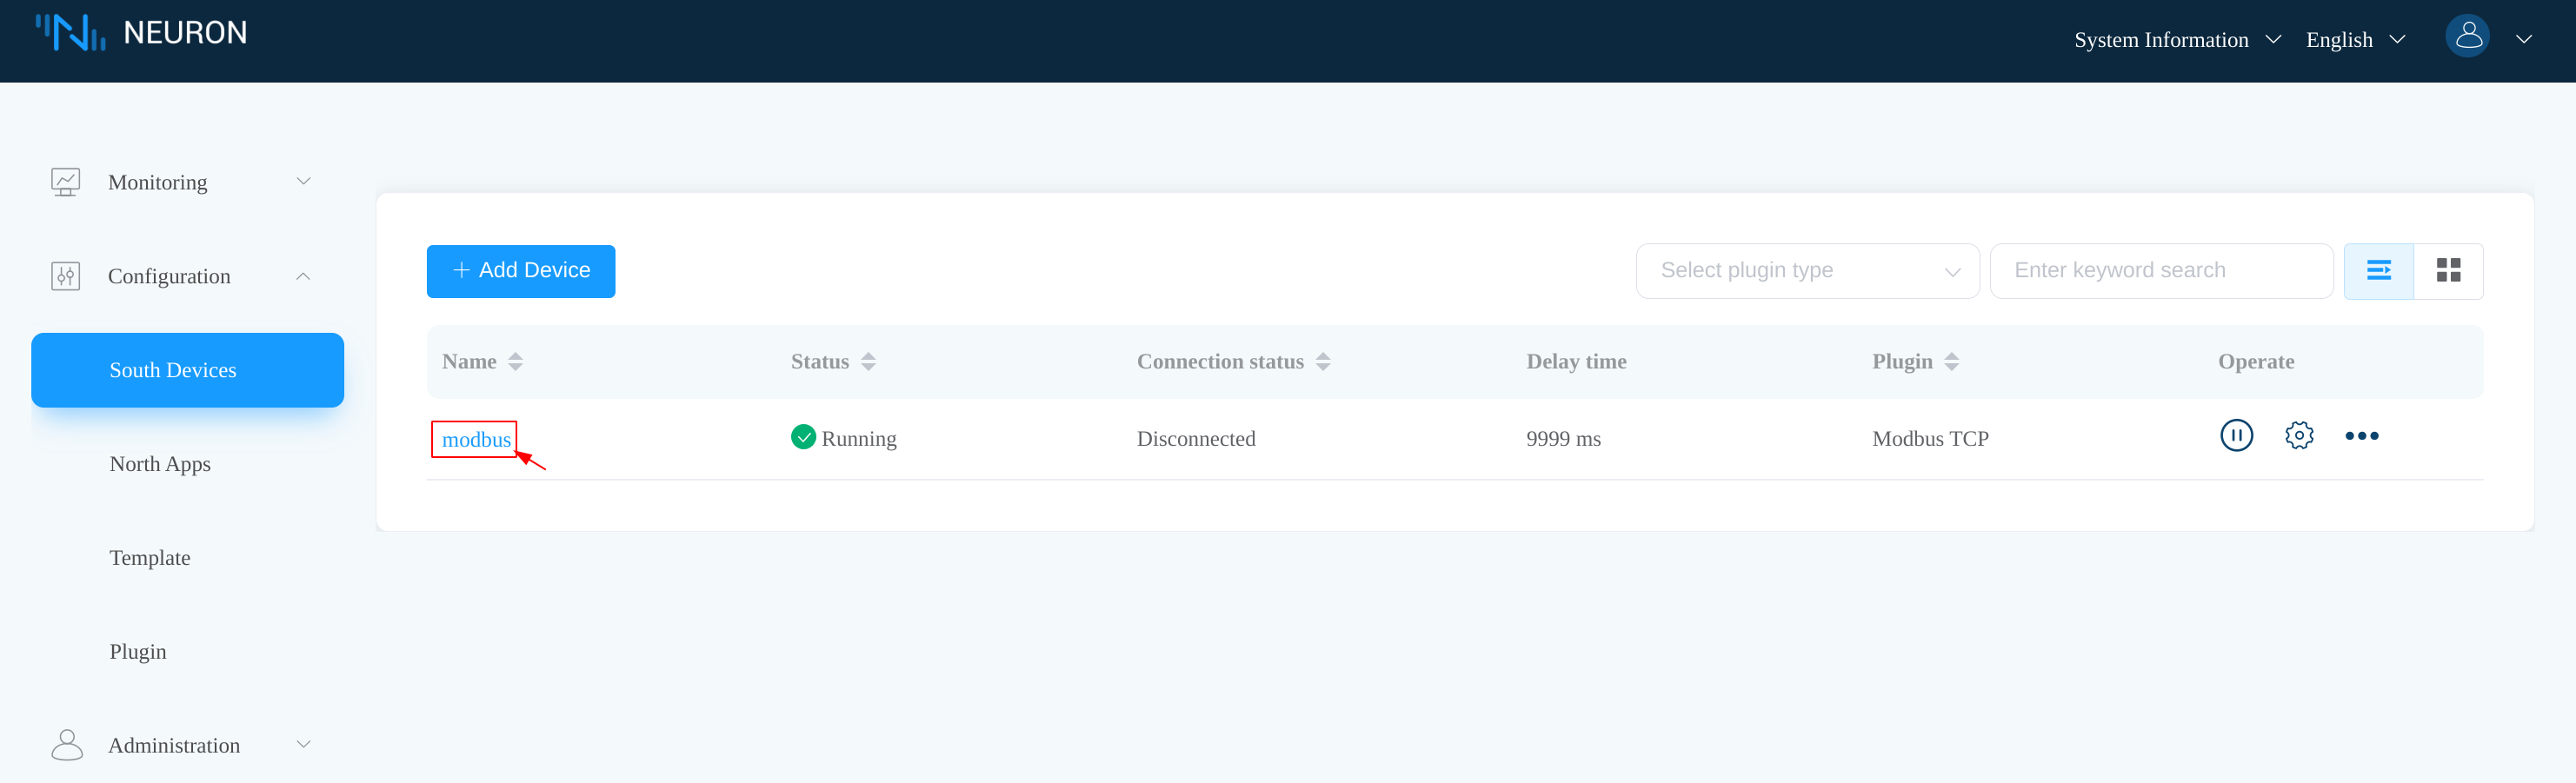 NEURON
System Information
English
Monitoring
Configuration
South Devices
North Apps
Template
Plugin
Administration
Add Device
Select plugin type
Enter keyword search
Name Status Connection status Delay time Plugin Operate
modbus Running Disconnected 9999 ms Modbus TCP